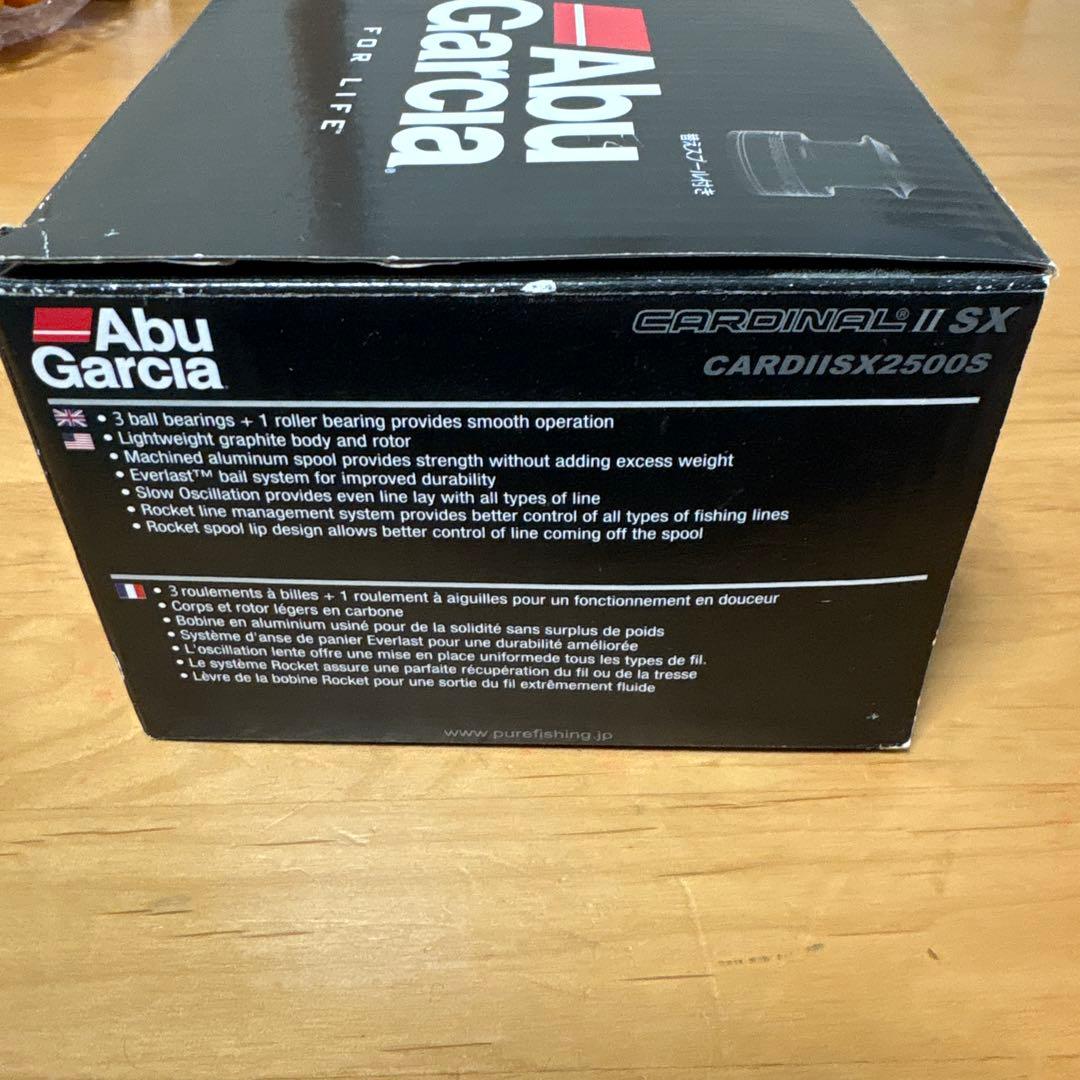 Abu
Garcia
FOR LIFE
替えスプール付き
Abu
Garcia
CARDINAL® II SX
CARDIISX2500S
• 3 ball bearings + 1 roller bearing provides smooth operation
• Lightweight graphite body and rotor
• Machined aluminum spool provides strength without adding excess weight
• Everlast™ bail system for improved durability
• Slow Oscillation provides even line lay with all types of line
• Rocket line management system provides better control of all types of fishing lines
• Rocket spool lip design allows better control of line coming off the spool
• 3 roulements à billes + 1 roulement à aiguilles pour un fonctionnement en douceur
• Corps et rotor légers en carbone
• Bobine en aluminium usiné pour de la solidité sans surplus de poids
• Système d'anse de panier Everlast pour une durabilité améliorée
• L'oscillation lente offre une mise en place uniformede tous les types de fil.
• Le système Rocket assure une parfaite récupération du fil ou de la tresse
• Lèvre de la bobine Rocket pour une sortie du fil extrêmement fluide
www.purefishing.jp